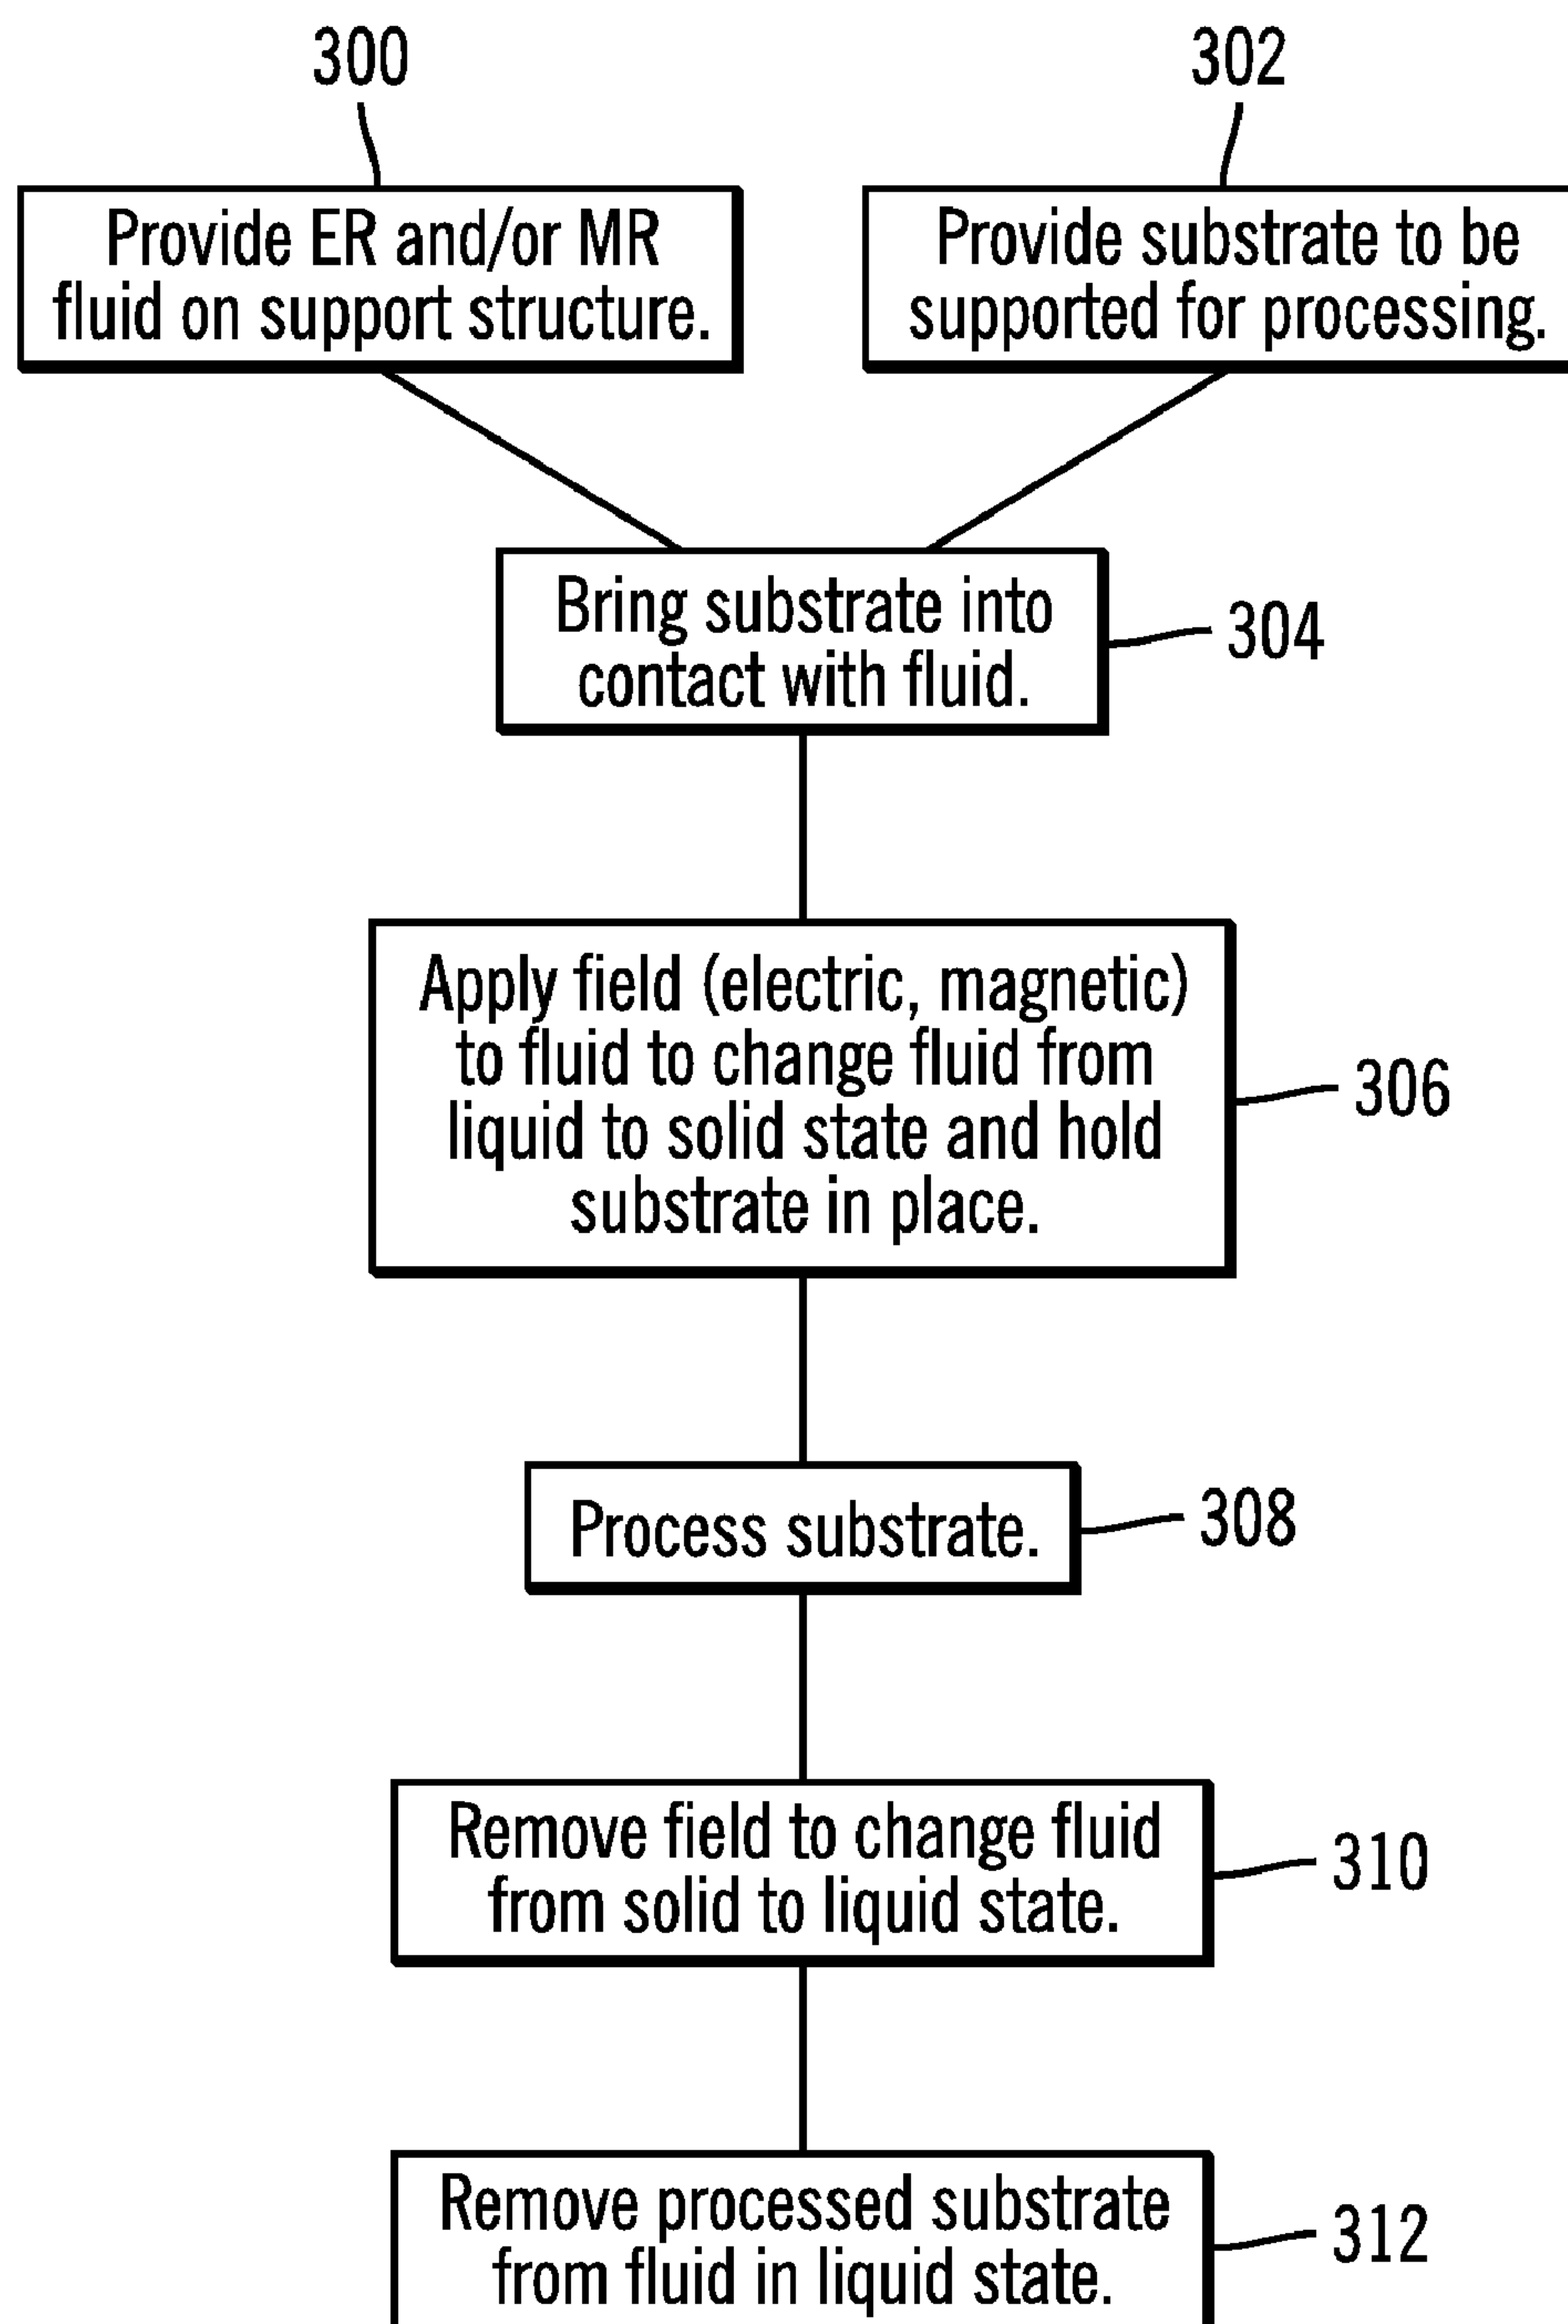 300
302
Provide ER and/or MR
fluid on support structure.
Provide substrate to be
supported for processing.
Bring substrate into
contact with fluid.
304
Apply field (electric, magnetic)
to fluid to change fluid from
liquid to solid state and hold
substrate in place.
306
Process substrate.
308
Remove field to change fluid
from solid to liquid state.
310
Remove processed substrate
from fluid in liquid state.
312